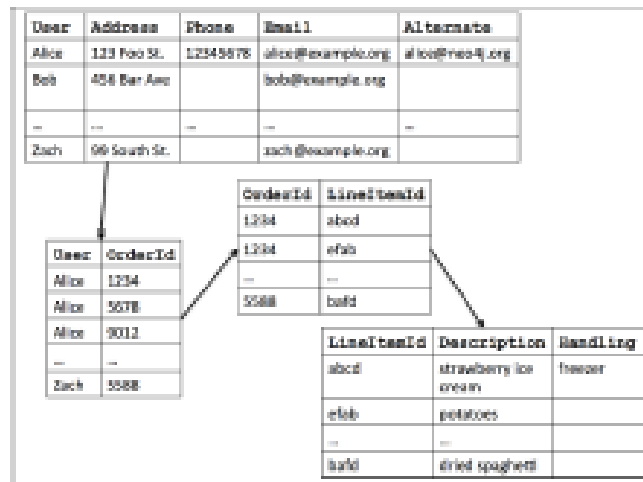 User Address Phone Email Alternate
Alice 123 Foo St. 12345678 alice@example.org alice@neo4j.org
Bob 456 Bar Ave bob@example.org
… … … … …
Zach 99 South St. zach@example.org
OrderId LineItemId
1234 abcd
1234 efab
… …
5588 bafd
User OrderId
Alice 1234
Alice 5678
Alice 9012
… …
Zach 5588
LineItemId Description Handling
abcd strawberry ice freezer
cream
efab potatoes
… …
bafd dried spaghetti